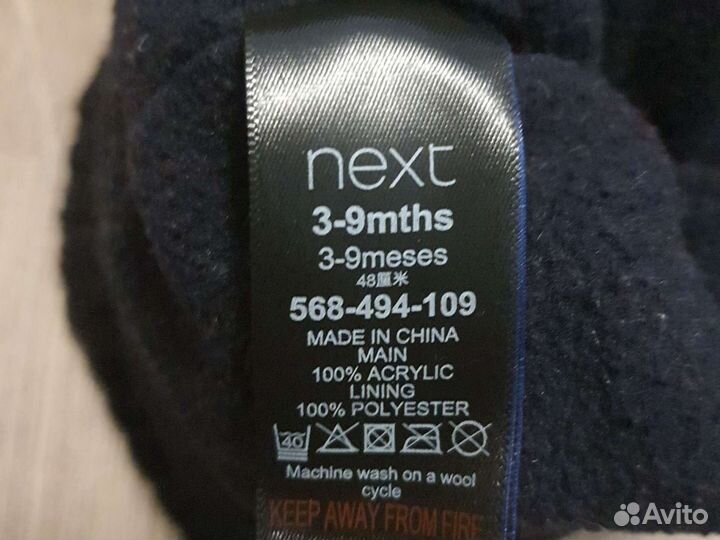 next
3-9mths
3-9meses
48厘米
568-494-109
MADE IN CHINA
MAIN
100% ACRYLIC
LINING
100% POLYESTER
40
Machine wash on a wool
cycle
KEEP AWAY FROM FIRE
Avito